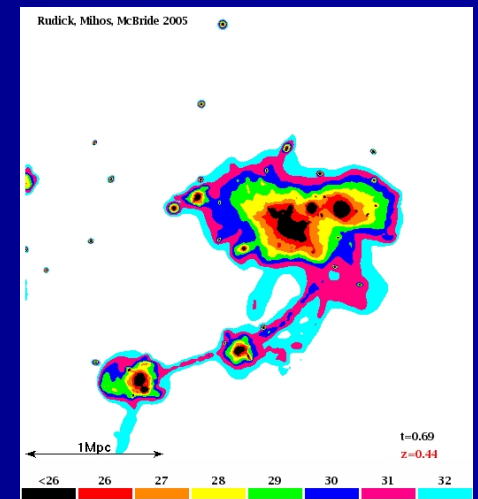 Rudick, Mihos, McBride 2005
t=0.69
1Mpc
z=0.44
<26 26 27 28 29 30 31 32